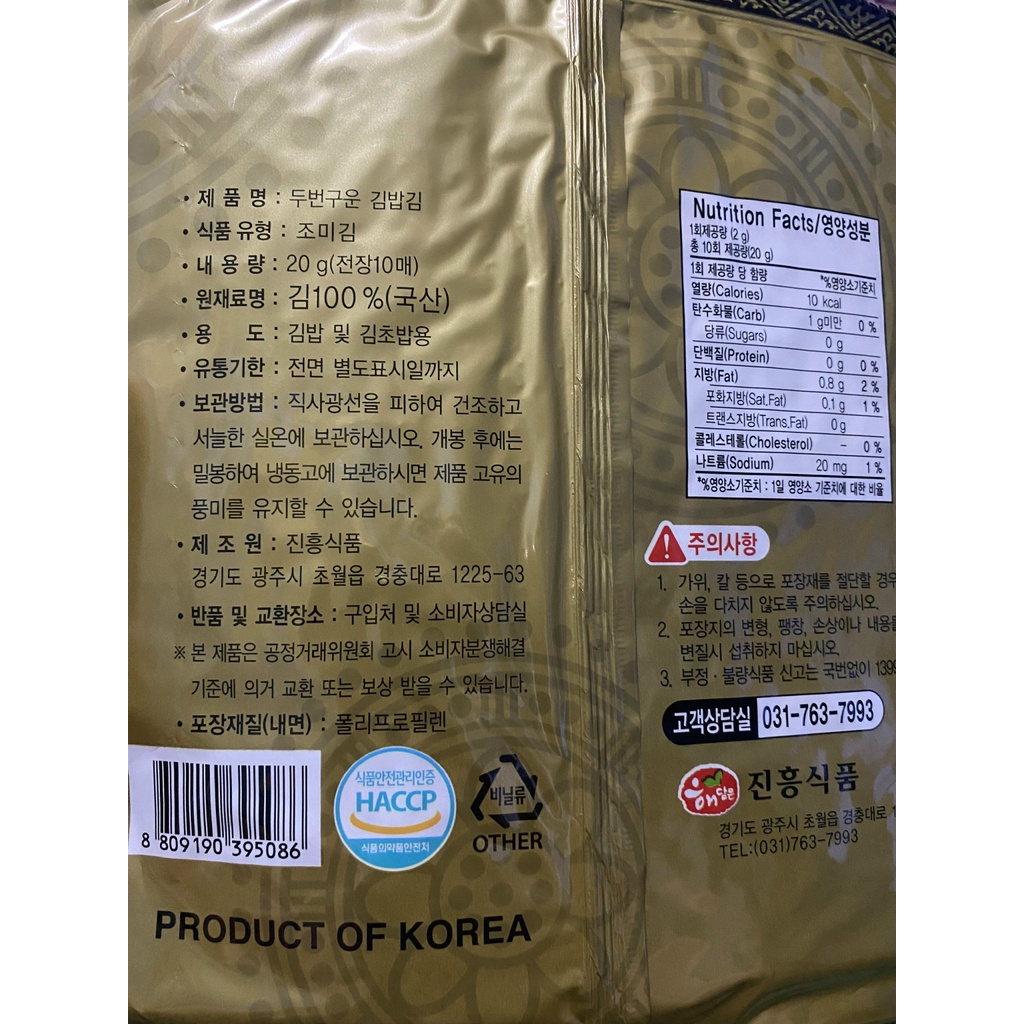 • 제 품 명 : 두번구운 김밥김
• 식품 유형 : 조미김
• 내 용 량 : 20 g(전장10매)
• 원재료명 : 김100 %(국산)
• 용 도 : 김밥 및 김초밥용
• 유통기한 : 전면 별도표시일까지
• 보관방법 : 직사광선을 피하여 건조하고
서늘한 실온에 보관하십시오. 개봉 후에는
밀봉하여 냉동고에 보관하시면 제품 고유의
풍미를 유지할 수 있습니다.
• 제 조 원 : 진흥식품
경기도 광주시 초월읍 경충대로 1225-63
• 반품 및 교환장소 : 구입처 및 소비자상담실
※ 본 제품은 공정거래위원회 고시 소비자분쟁해결
기준에 의거 교환 또는 보상 받을 수 있습니다.
• 포장재질(내면) : 폴리프로필렌
8 809190 395086
식품안전관리인증
HACCP
식품의약품안전처
비닐류
OTHER
PRODUCT OF KOREA
Nutrition Facts/영양성분
1회제공량 (2 g)
총 10회 제공량(20 g)
1회 제공량 당 함량 *%영양소기준치
열량(Calories) 10 kcal
탄수화물(Carb) 1 g미만 0 %
당류(Sugars) 0 g
단백질(Protein) 0 g 0 %
지방(Fat) 0.8 g 2 %
포화지방(Sat.Fat) 0.1 g 1 %
트랜스지방(Trans.Fat) 0 g
콜레스테롤(Cholesterol) – 0 %
나트륨(Sodium) 20 mg 1 %
*%영양소기준치 : 1일 영양소 기준치에 대한 비율
주의사항
1. 가위, 칼 등으로 포장재를 절단할 경우
손을 다치지 않도록 주의하십시오.
2. 포장지의 변형, 팽창, 손상이나 내용물
변질시 섭취하지 마십시오.
3. 부정 · 불량식품 신고는 국번없이 1399
고객상담실 031-763-7993
해담은
진흥식품
경기도 광주시 초월읍 경충대로
TEL:(031)763-7993